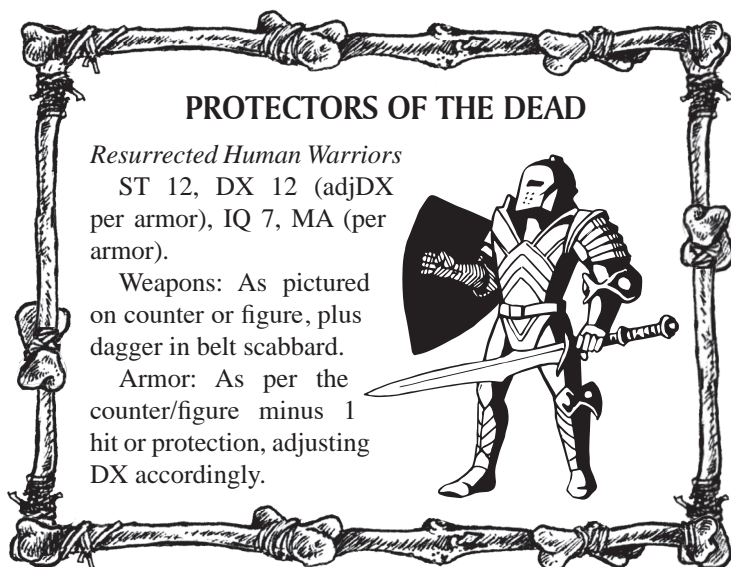 PROTECTORS OF THE DEAD
Resurrected Human Warriors
ST 12, DX 12 (adjDX
per armor), IQ 7, MA (per
armor).
Weapons: As pictured
on counter or figure, plus
dagger in belt scabbard.
Armor: As per the
counter/figure minus 1
hit or protection, adjusting
DX accordingly.